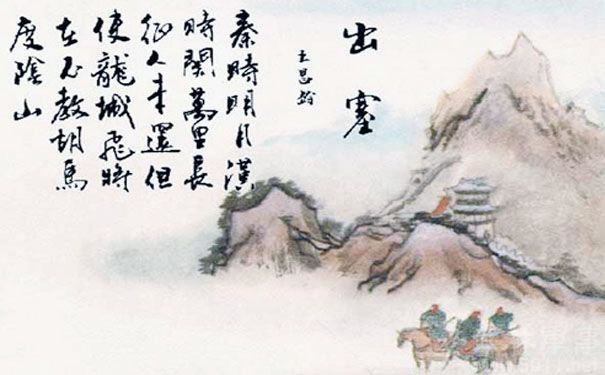 出塞
王昌齡
秦時明月漢
時關萬里長
征人未還但
使龍城飛將
在不教胡馬
度陰山